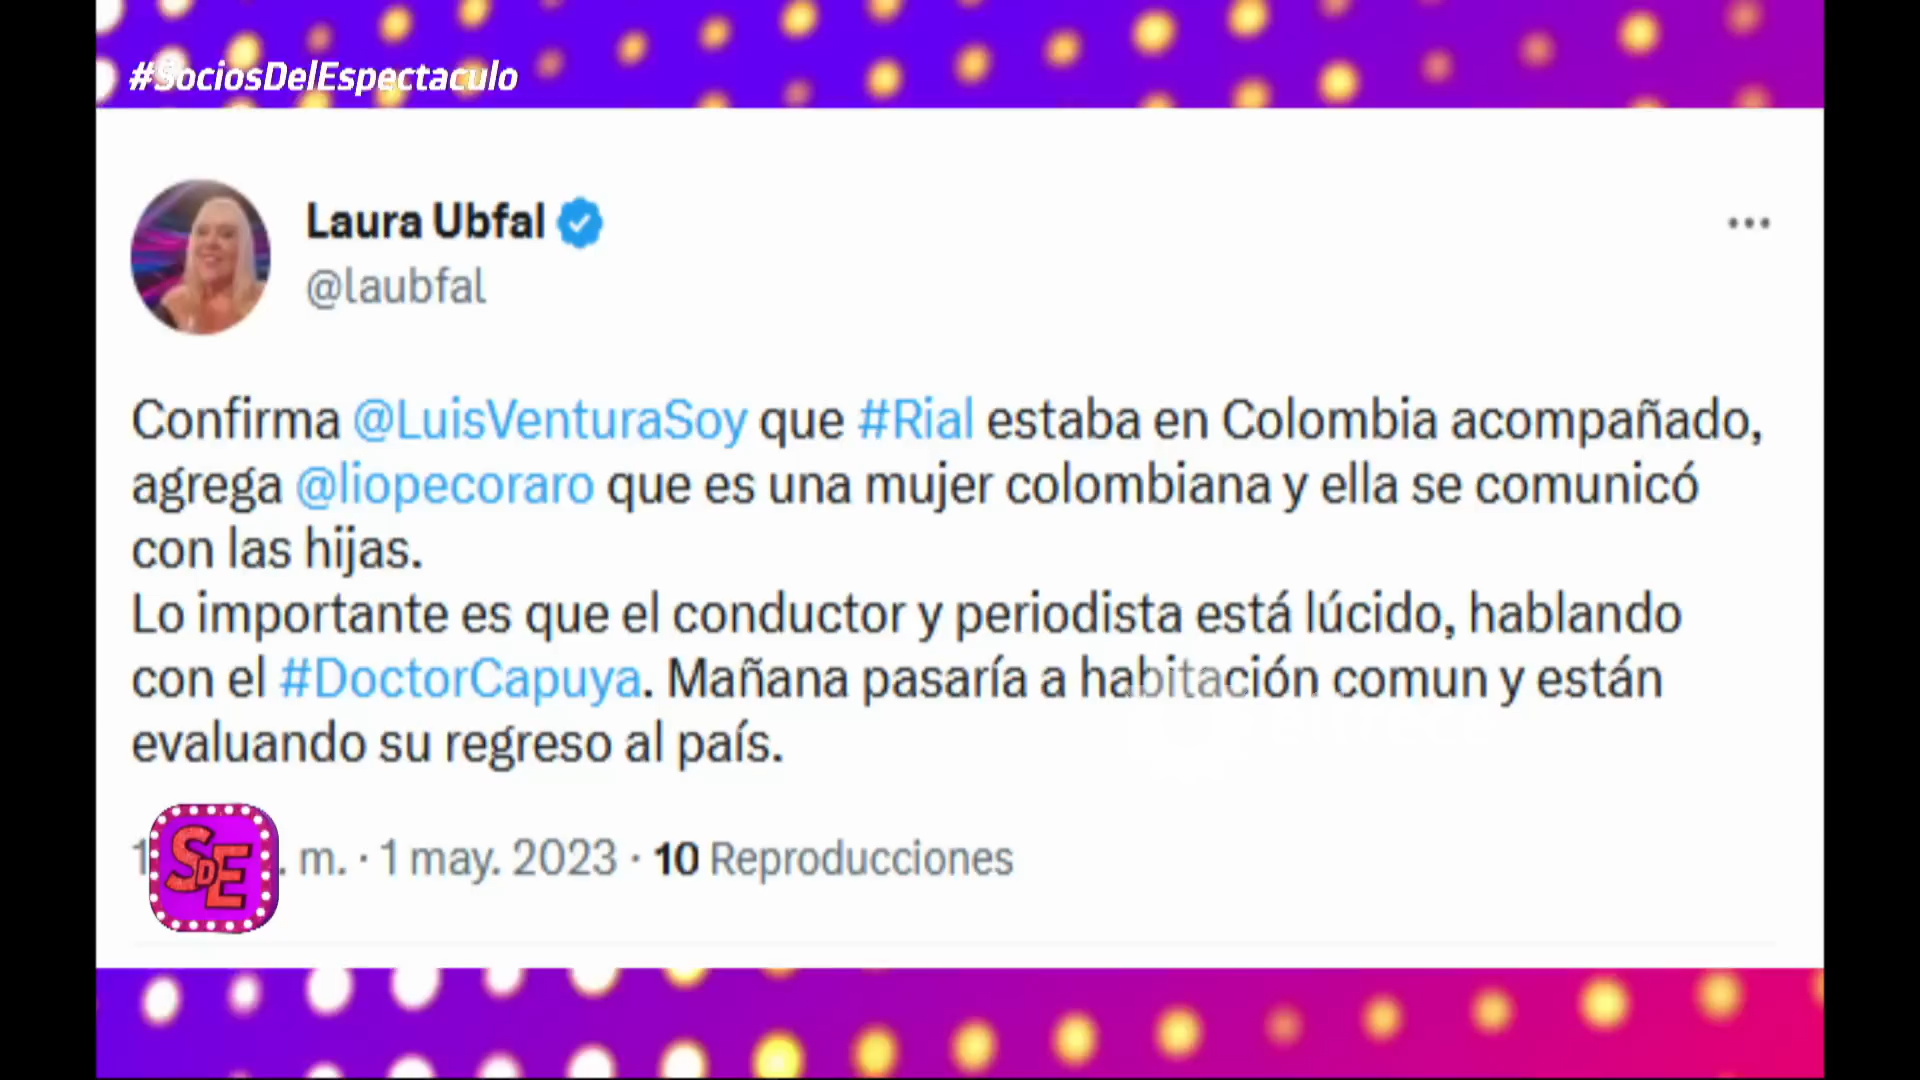 #SociosDelEspectaculo
Laura Ubfal
@laubfal
Confirma @LuisVenturaSoy que #Rial estaba en Colombia acompañado,
agrega @liopecoraro que es una mujer colombiana y ella se comunicó
con las hijas.
Lo importante es que el conductor y periodista está lúcido, hablando
con el #DoctorCapuya. Mañana pasaría a habitación comun y están
evaluando su regreso al país.
. m. · 1 may. 2023 · 10 Reproducciones
SDE